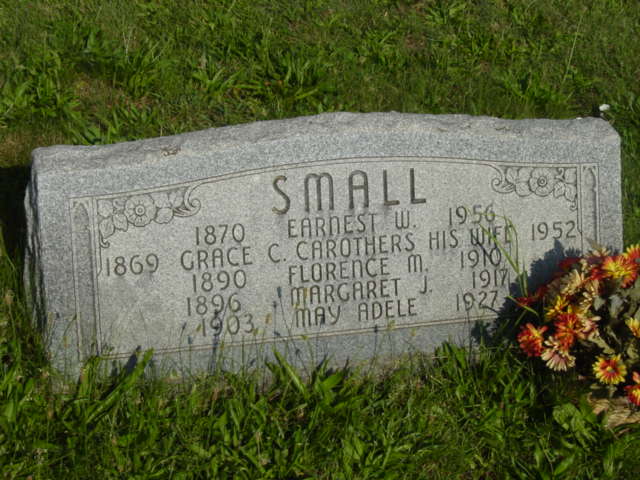 SMALL
1870 EARNEST W. 1956
1869 GRACE C. CAROTHERS HIS WIFE 1952
1890 FLORENCE M. 1910
1896 MARGARET J. 1917
1903 MAY ADELE 1927